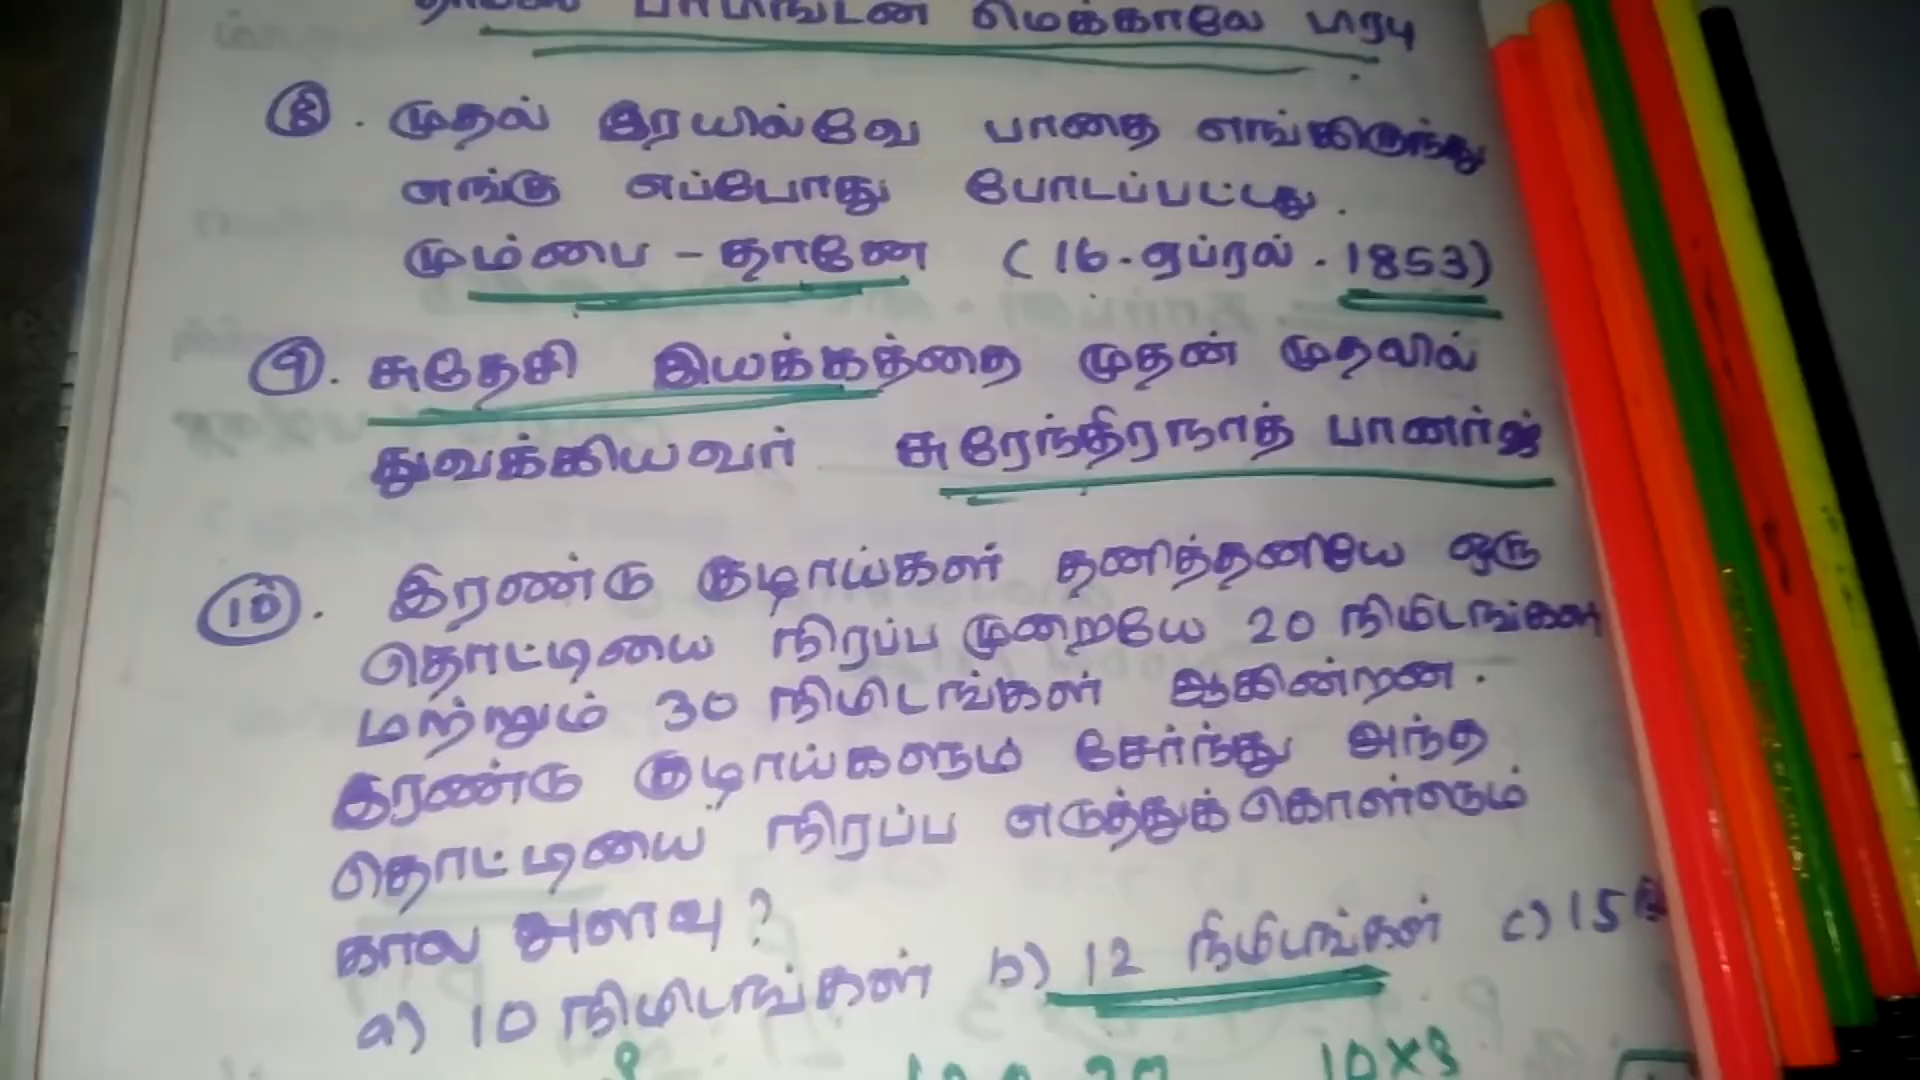 மெக்காலே மரபு
8. முதல் இரயில்வே பாதை எங்கிருந்து
எங்கு எப்போது போடப்பட்டது.
மும்பை - தானே (16.ஏப்ரல்.1853)
9. சுதேசி இயக்கத்தை முதன் முதலில்
துவக்கியவர் சுரேந்திரநாத் பானர்ஜி
10. இரண்டு குழாய்கள் தனித்தனியே ஒரு
தொட்டியை நிரப்ப முறையே 20 நிமிடங்கள்
மற்றும் 30 நிமிடங்கள் ஆகின்றன.
இரண்டு குழாய்களும் சேர்ந்து அந்த
தொட்டியை நிரப்ப எடுத்துக் கொள்ளும்
கால அளவு?
a) 10 நிமிடங்கள் b) 12 நிமிடங்கள் c) 15
10x3